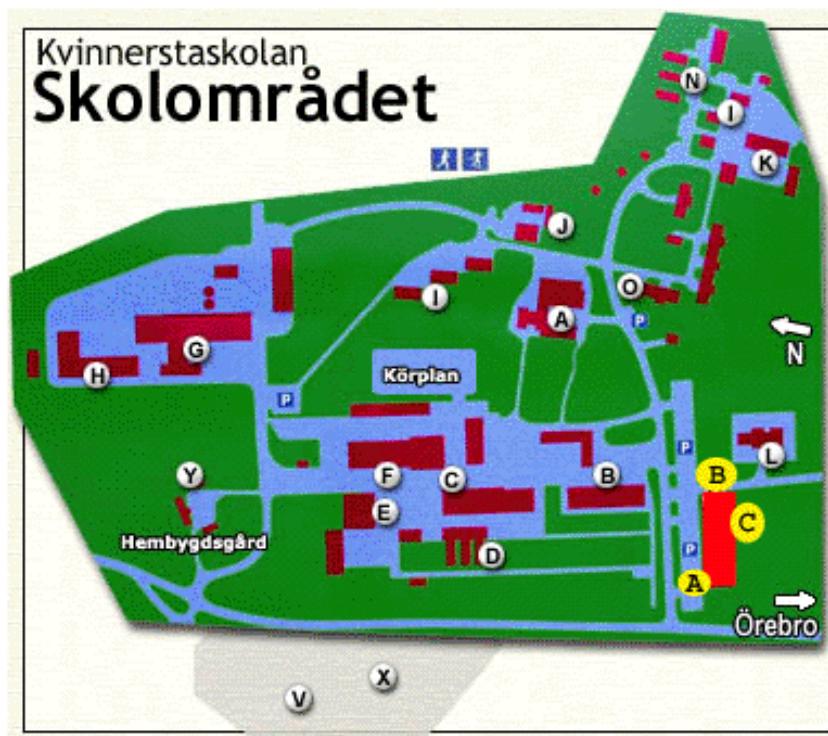 Kvinnerstaskolan
Skolområdet
N
I
K
J
I
O
A
P
N
G
H
Körplan
P
P
L
Y
F
C
B
B
E
C
Hembygdsgård
D
P
A
Örebro
X
V